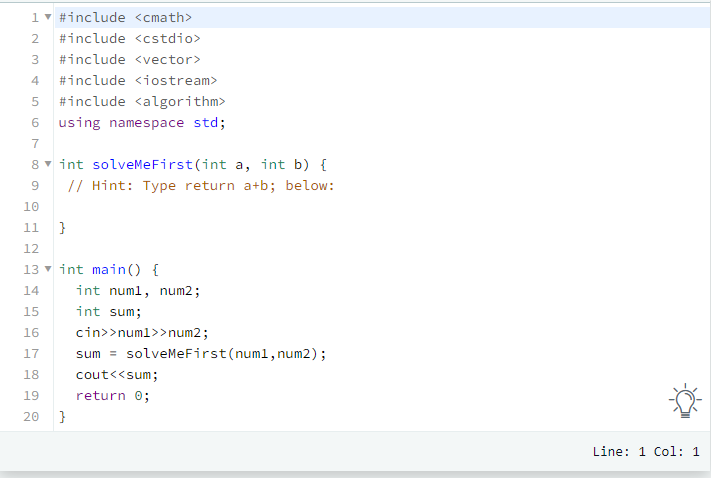 1 #include <cmath>
2 #include <cstdio>
3 #include <vector>
4 #include <iostream>
5 #include <algorithm>
6 using namespace std;
7
8 int solveMeFirst(int a, int b) {
9  // Hint: Type return a+b; below:
10
11 }
12
13 int main() {
14   int num1, num2;
15   int sum;
16   cin>>num1>>num2;
17   sum = solveMeFirst(num1,num2);
18   cout<<sum;
19   return 0;
20 }
Line: 1 Col: 1